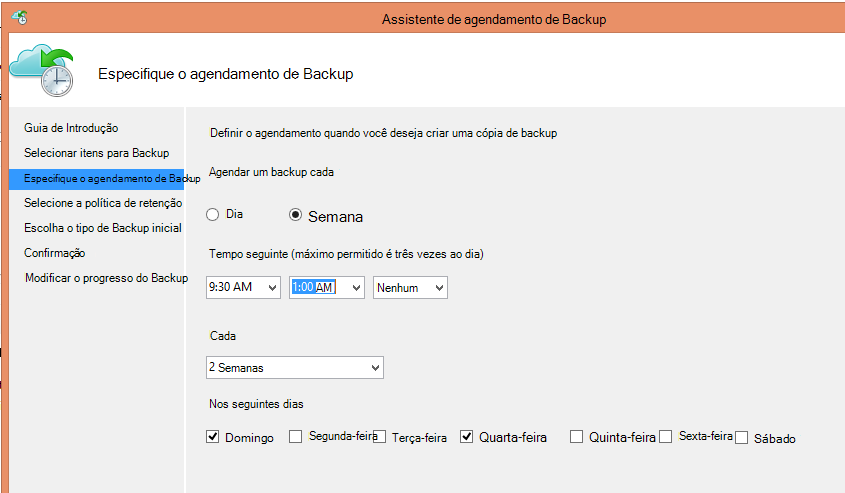 Assistente de agendamento de Backup
Especifique o agendamento de Backup
Guia de Introdução
Selecionar itens para Backup
Especifique o agendamento de Backup
Selecione a política de retenção
Escolha o tipo de Backup inicial
Confirmação
Modificar o progresso do Backup
Definir o agendamento quando você deseja criar uma cópia de backup
Agendar um backup cada
Dia Semana
Tempo seguinte (máximo permitido é três vezes ao dia)
9:30 AM 1:00 AM Nenhum
Cada
2 Semanas
Nos seguintes dias
Domingo Segunda-feira Terça-feira Quarta-feira Quinta-feira Sexta-feira Sábado